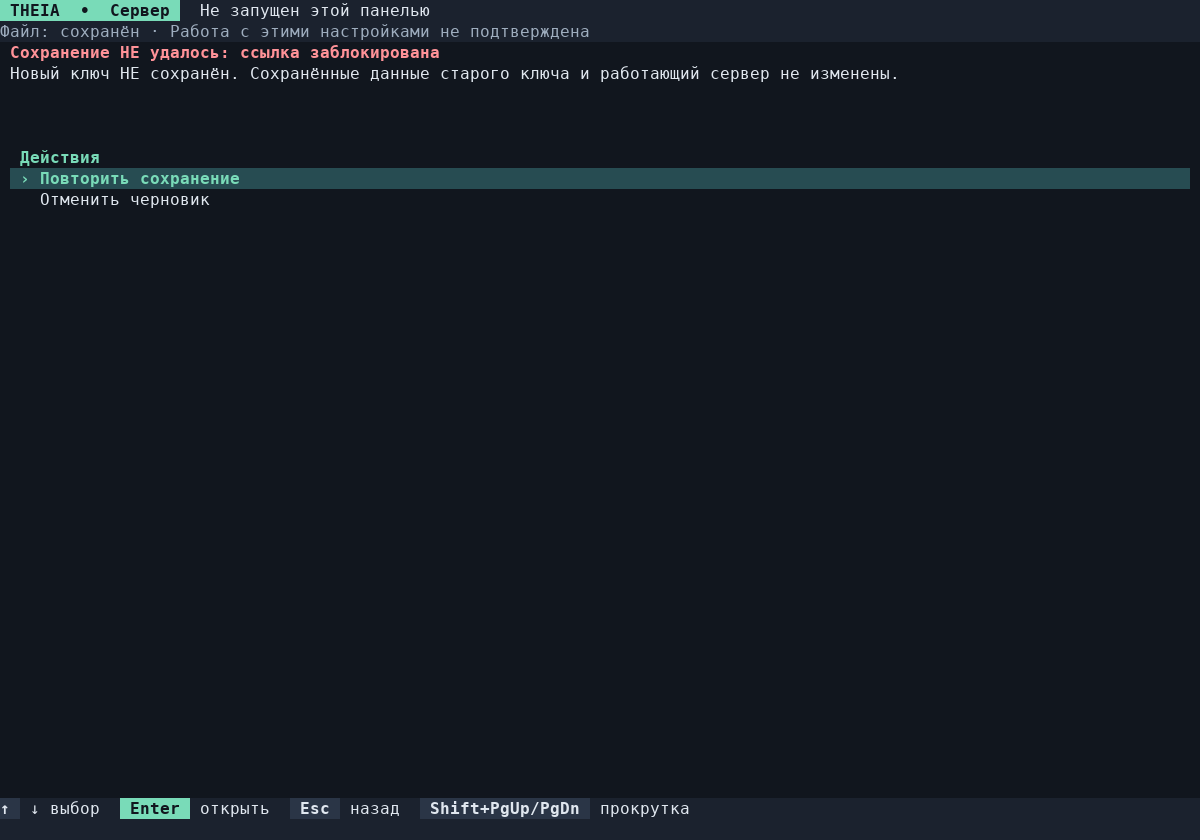 THEIA • Сервер Не запущен этой панелью
Файл: сохранён · Работа с этими настройками не подтверждена
Сохранение НЕ удалось: ссылка заблокирована
Новый ключ НЕ сохранён. Сохранённые данные старого ключа и работающий сервер не изменены.
Действия
› Повторить сохранение
Отменить черновик
↑ ↓ выбор Enter открыть Esc назад Shift+PgUp/PgDn прокрутка